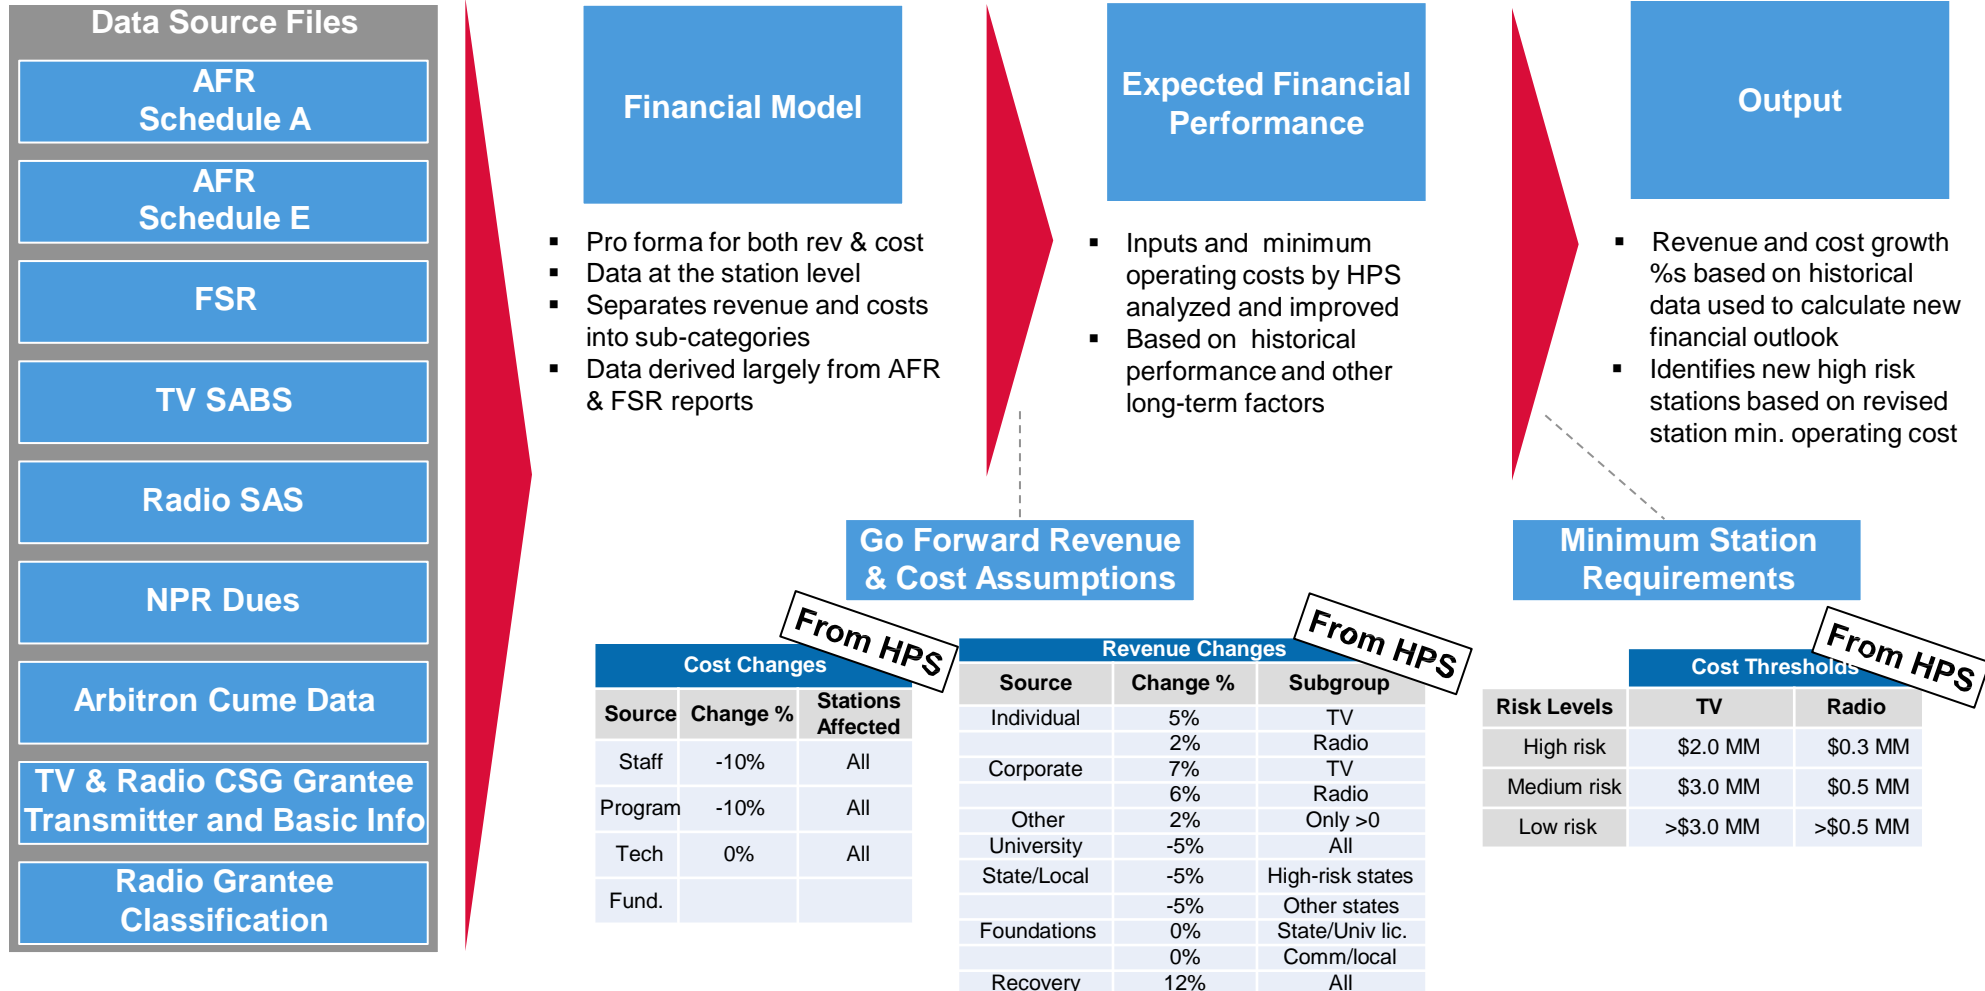 Data Source Files
AFR
Schedule A
AFR
Schedule E
FSR
TV SABS
Radio SAS
NPR Dues
Arbitron Cume Data
TV & Radio CSG Grantee
Transmitter and Basic Info
Radio Grantee
Classification
Financial Model
▪ Pro forma for both rev & cost
▪ Data at the station level
▪ Separates revenue and costs
into sub-categories
▪ Data derived largely from AFR
& FSR reports
Expected Financial
Performance
▪ Inputs and minimum
operating costs by HPS
analyzed and improved
▪ Based on historical
performance and other
long-term factors
Output
▪ Revenue and cost growth
%s based on historical
data used to calculate new
financial outlook
▪ Identifies new high risk
stations based on revised
station min. operating cost
Go Forward Revenue
& Cost Assumptions
Minimum Station
Requirements
From HPS
Cost Changes
Source Change % Stations
Affected
Staff -10% All
Program -10% All
Tech 0% All
Fund.
From HPS
Revenue Changes
Source Change % Subgroup
Individual 5% TV
2% Radio
Corporate 7% TV
6% Radio
Other 2% Only >0
University -5% All
State/Local -5% High-risk states
-5% Other states
Foundations 0% State/Univ lic.
0% Comm/local
Recovery 12% All
From HPS
Cost Thresholds
Risk Levels TV Radio
High risk $2.0 MM $0.3 MM
Medium risk $3.0 MM $0.5 MM
Low risk >$3.0 MM >$0.5 MM